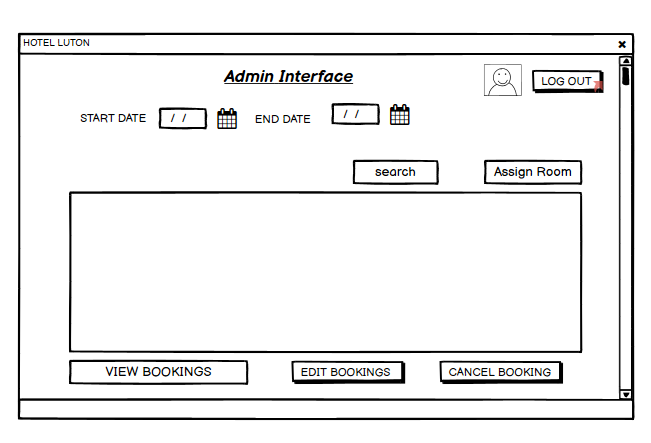 HOTEL LUTON
Admin Interface
LOG OUT
START DATE / / END DATE / /
search Assign Room
VIEW BOOKINGS EDIT BOOKINGS CANCEL BOOKING